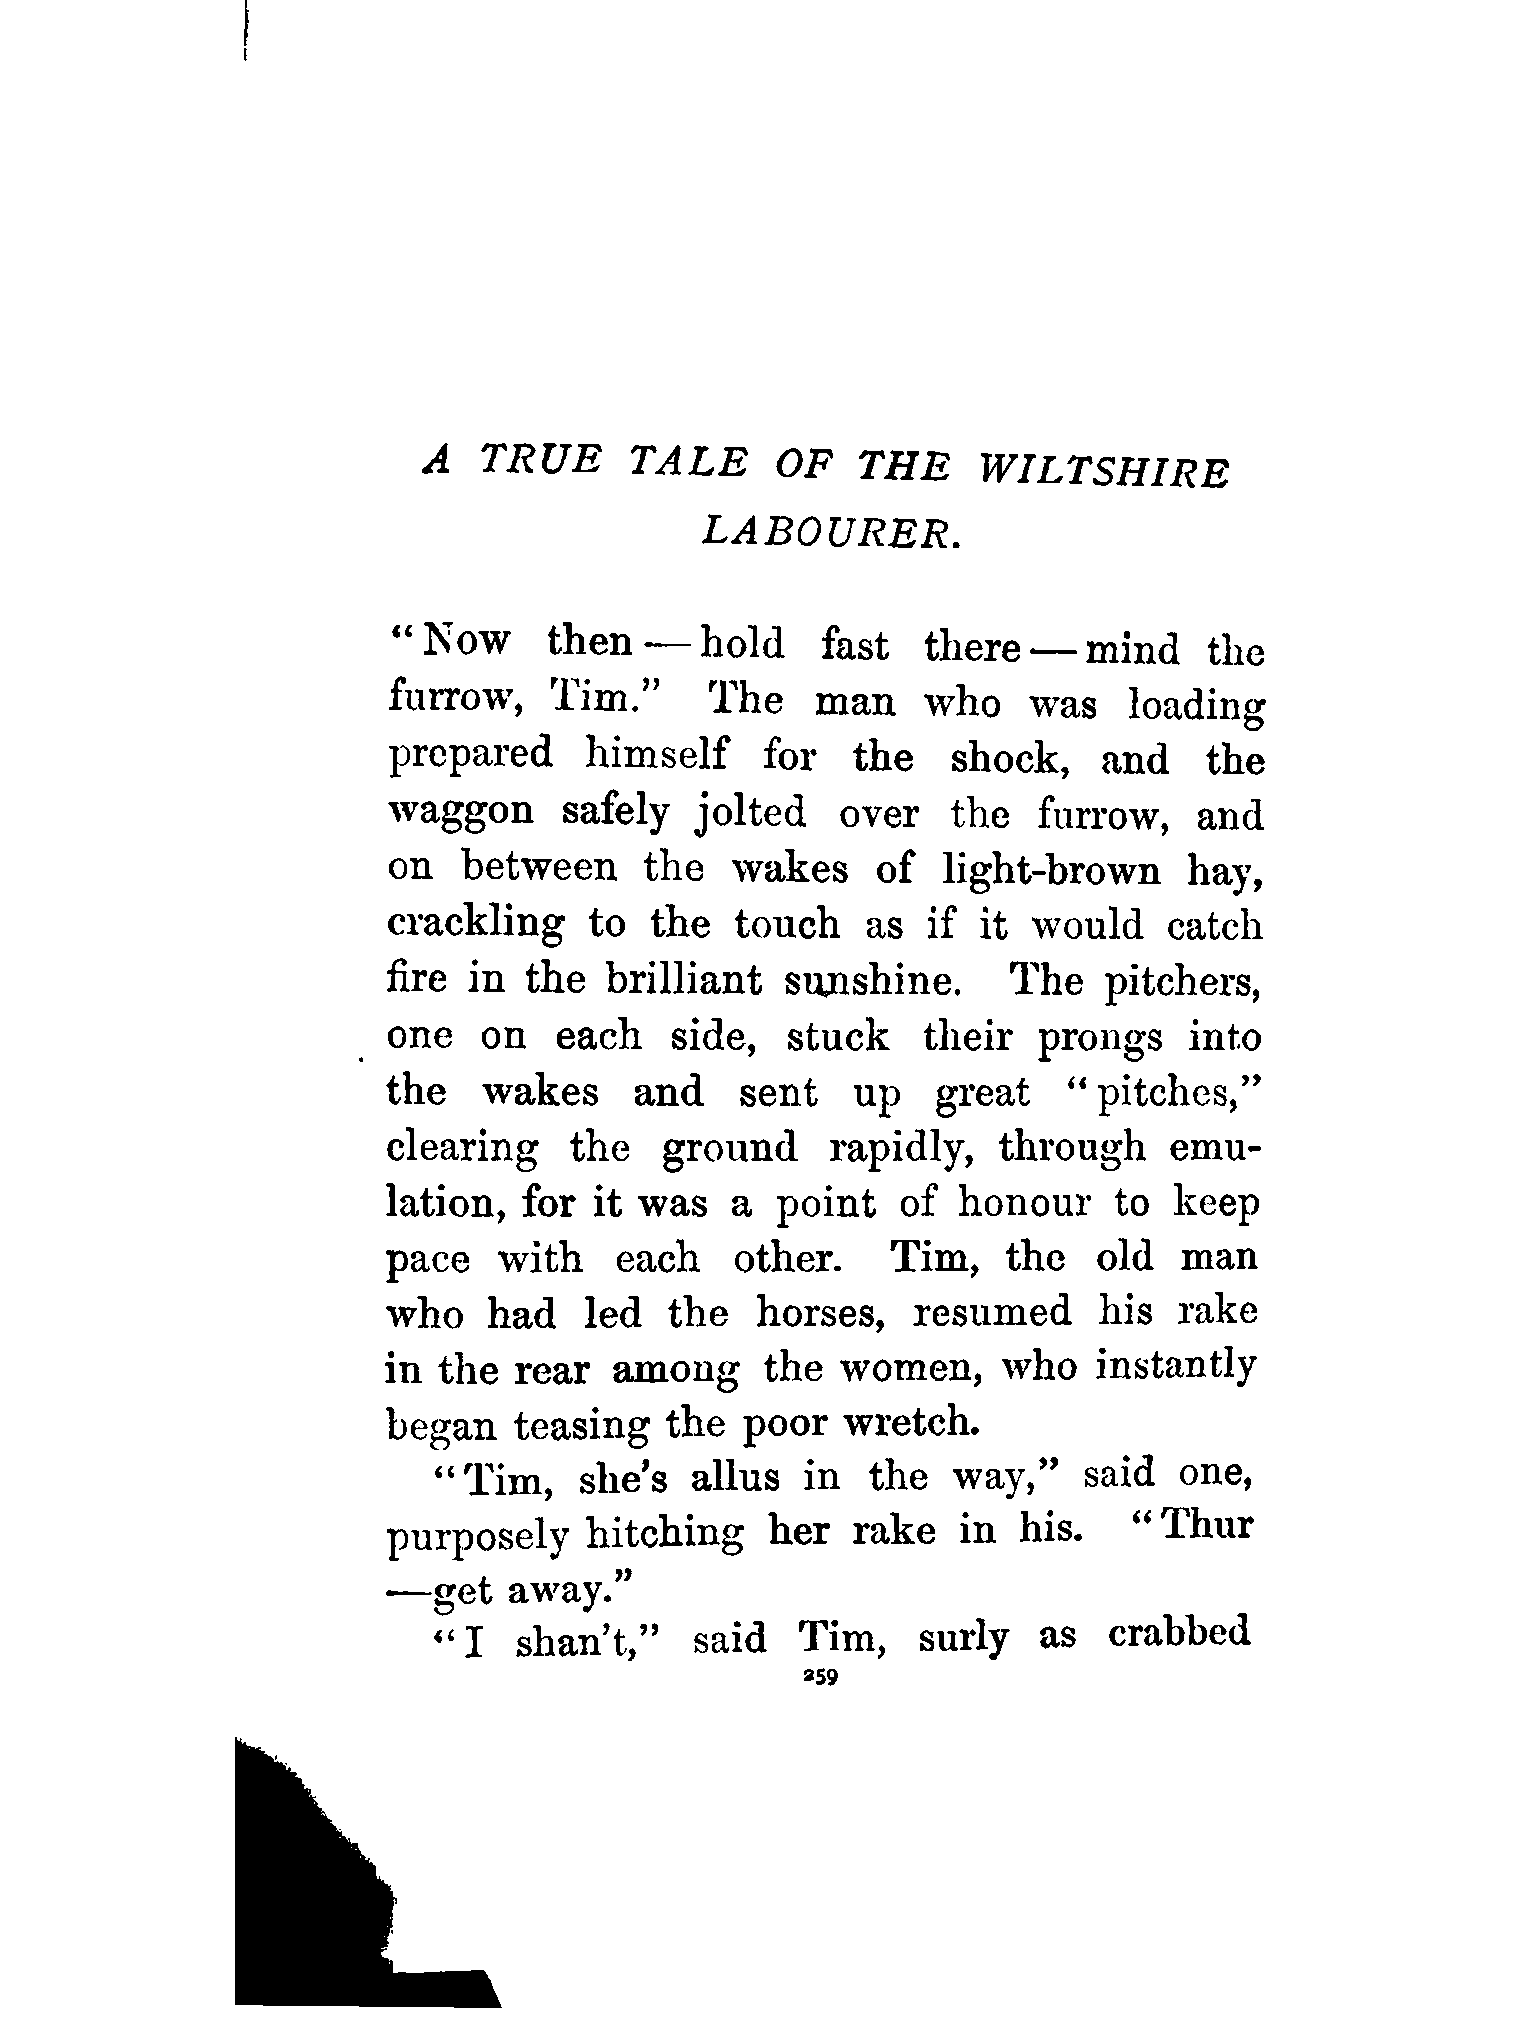 A TRUE TALE OF THE WILTSHIRE
LABOURER.
“Now then—hold fast there—mind the
furrow, Tim.” The man who was loading
prepared himself for the shock, and the
waggon safely jolted over the furrow, and
on between the wakes of light-brown hay,
crackling to the touch as if it would catch
fire in the brilliant sunshine. The pitchers,
one on each side, stuck their prongs into
the wakes and sent up great “pitches,”
clearing the ground rapidly, through emu-
lation, for it was a point of honour to keep
pace with each other. Tim, the old man
who had led the horses, resumed his rake
in the rear among the women, who instantly
began teasing the poor wretch.
“Tim, she’s allus in the way,” said one,
purposely hitching her rake in his. “Thur
—get away.”
“I shan’t,” said Tim, surly as crabbed
259